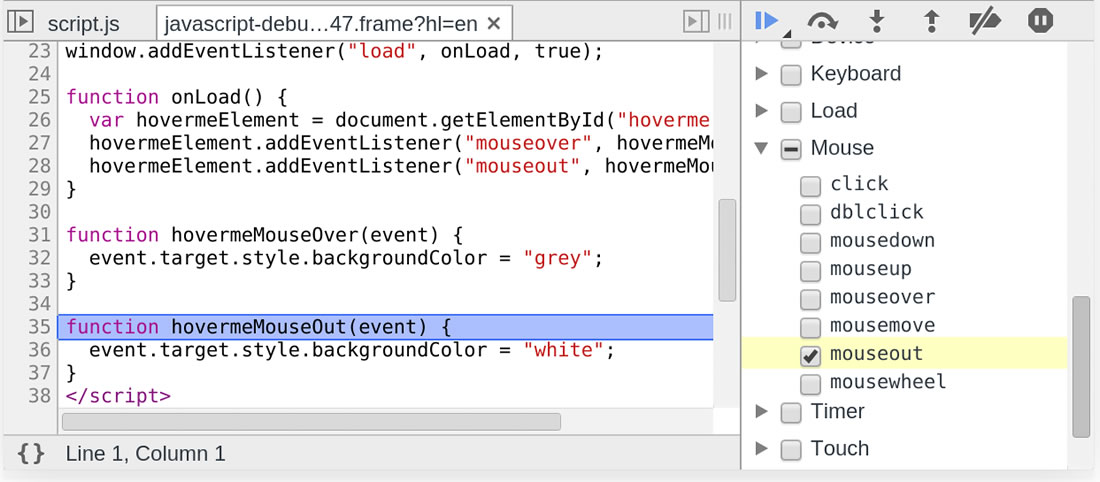 script.js
javascript-debu…47.frame?hl=en ×
23 window.addEventListener("load", onLoad, true);
24
25 function onLoad() {
26 var hovermeElement = document.getElementById("hoverme
27 hovermeElement.addEventListener("mouseover", hovermeM
28 hovermeElement.addEventListener("mouseout", hovermeMou
29 }
30
31 function hovermeMouseOver(event) {
32 event.target.style.backgroundColor = "grey";
33 }
34
35 function hovermeMouseOut(event) {
36 event.target.style.backgroundColor = "white";
37 }
38 </script>
{} Line 1, Column 1
Device
Keyboard
Load
Mouse
click
dblclick
mousedown
mouseup
mouseover
mousemove
mouseout
mousewheel
Timer
Touch